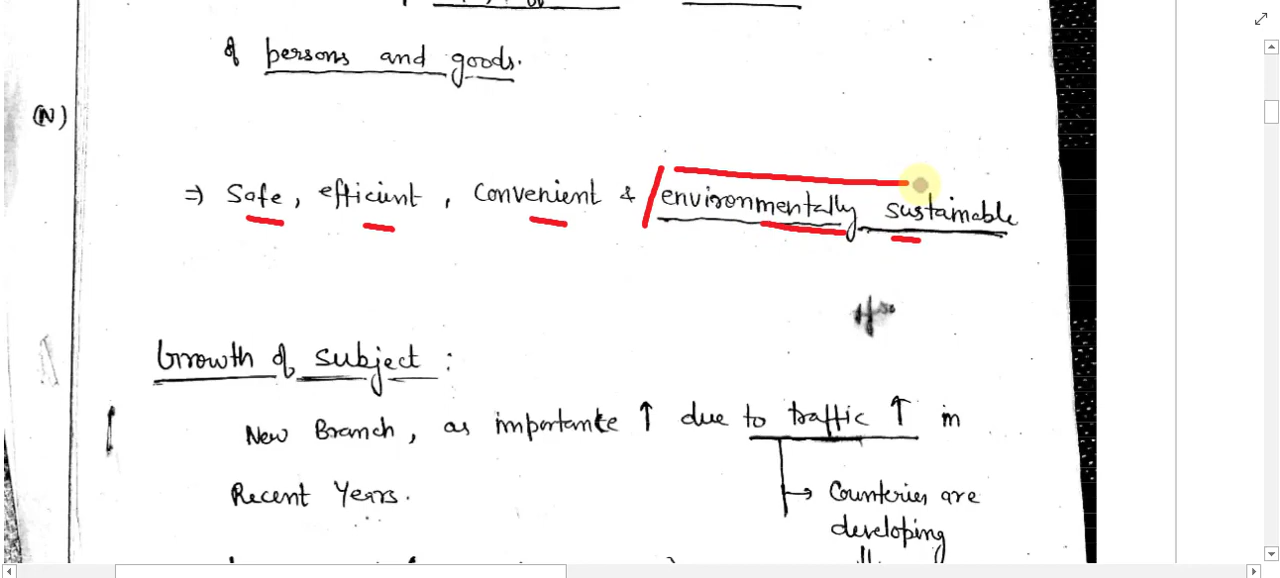 of persons and goods.
(N)
⇒ Safe, efficient, convenient & environmentally sustainable
Growth of subject :
New Branch, as importante ↑ due to traffic ↑ in
Recent Years.
→ Counteries are
developing